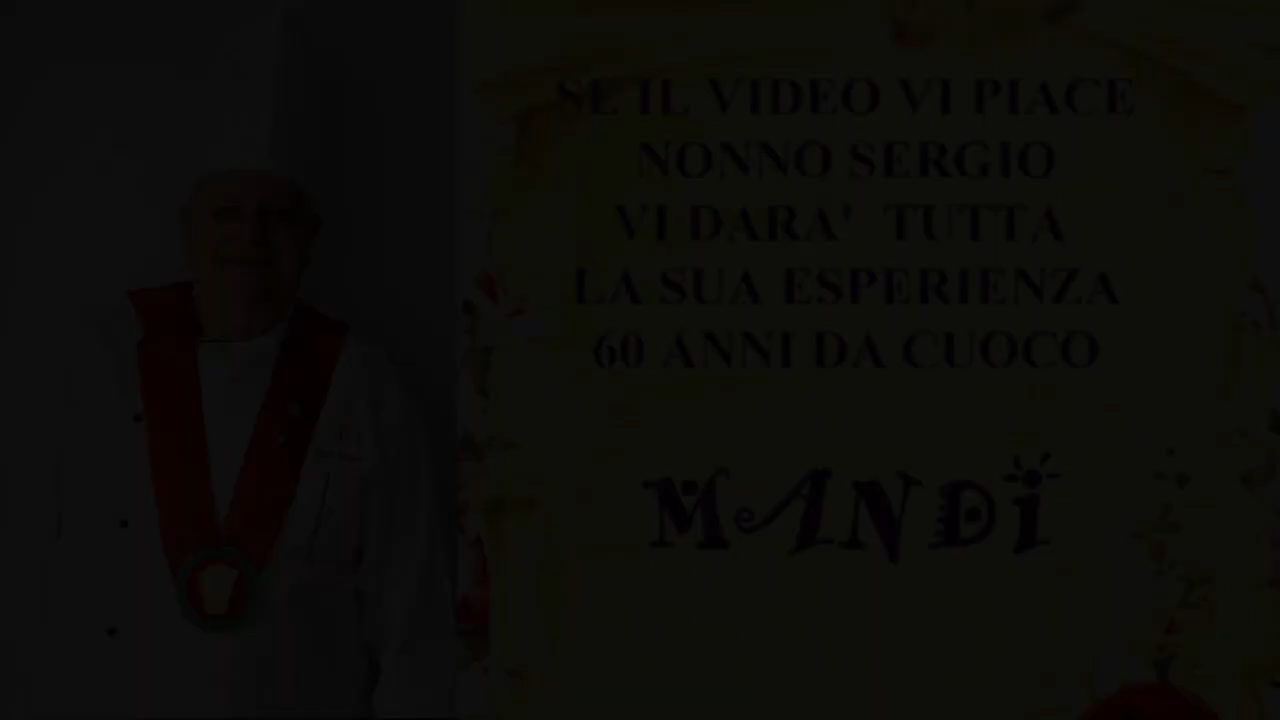 SE IL VIDEO VI PIACE
NONNO SERGIO
VI DARA' TUTTA
LA SUA ESPERIENZA
60 ANNI DA CUOCO
MANDI